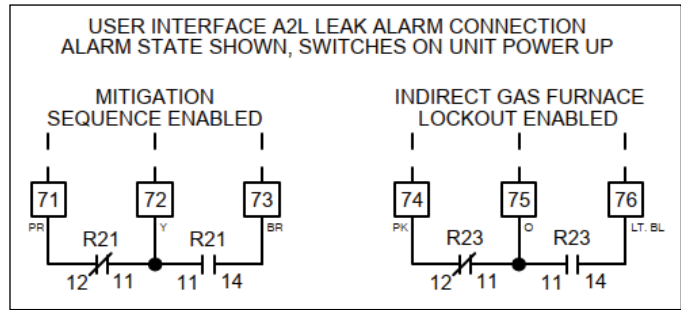 USER INTERFACE A2L LEAK ALARM CONNECTION
ALARM STATE SHOWN, SWITCHES ON UNIT POWER UP
MITIGATION
SEQUENCE ENABLED
71 72 73
PR Y BR
R21 R21
12 11 11 14
INDIRECT GAS FURNACE
LOCKOUT ENABLED
74 75 76
PK O LT. BL
R23 R23
12 11 11 14